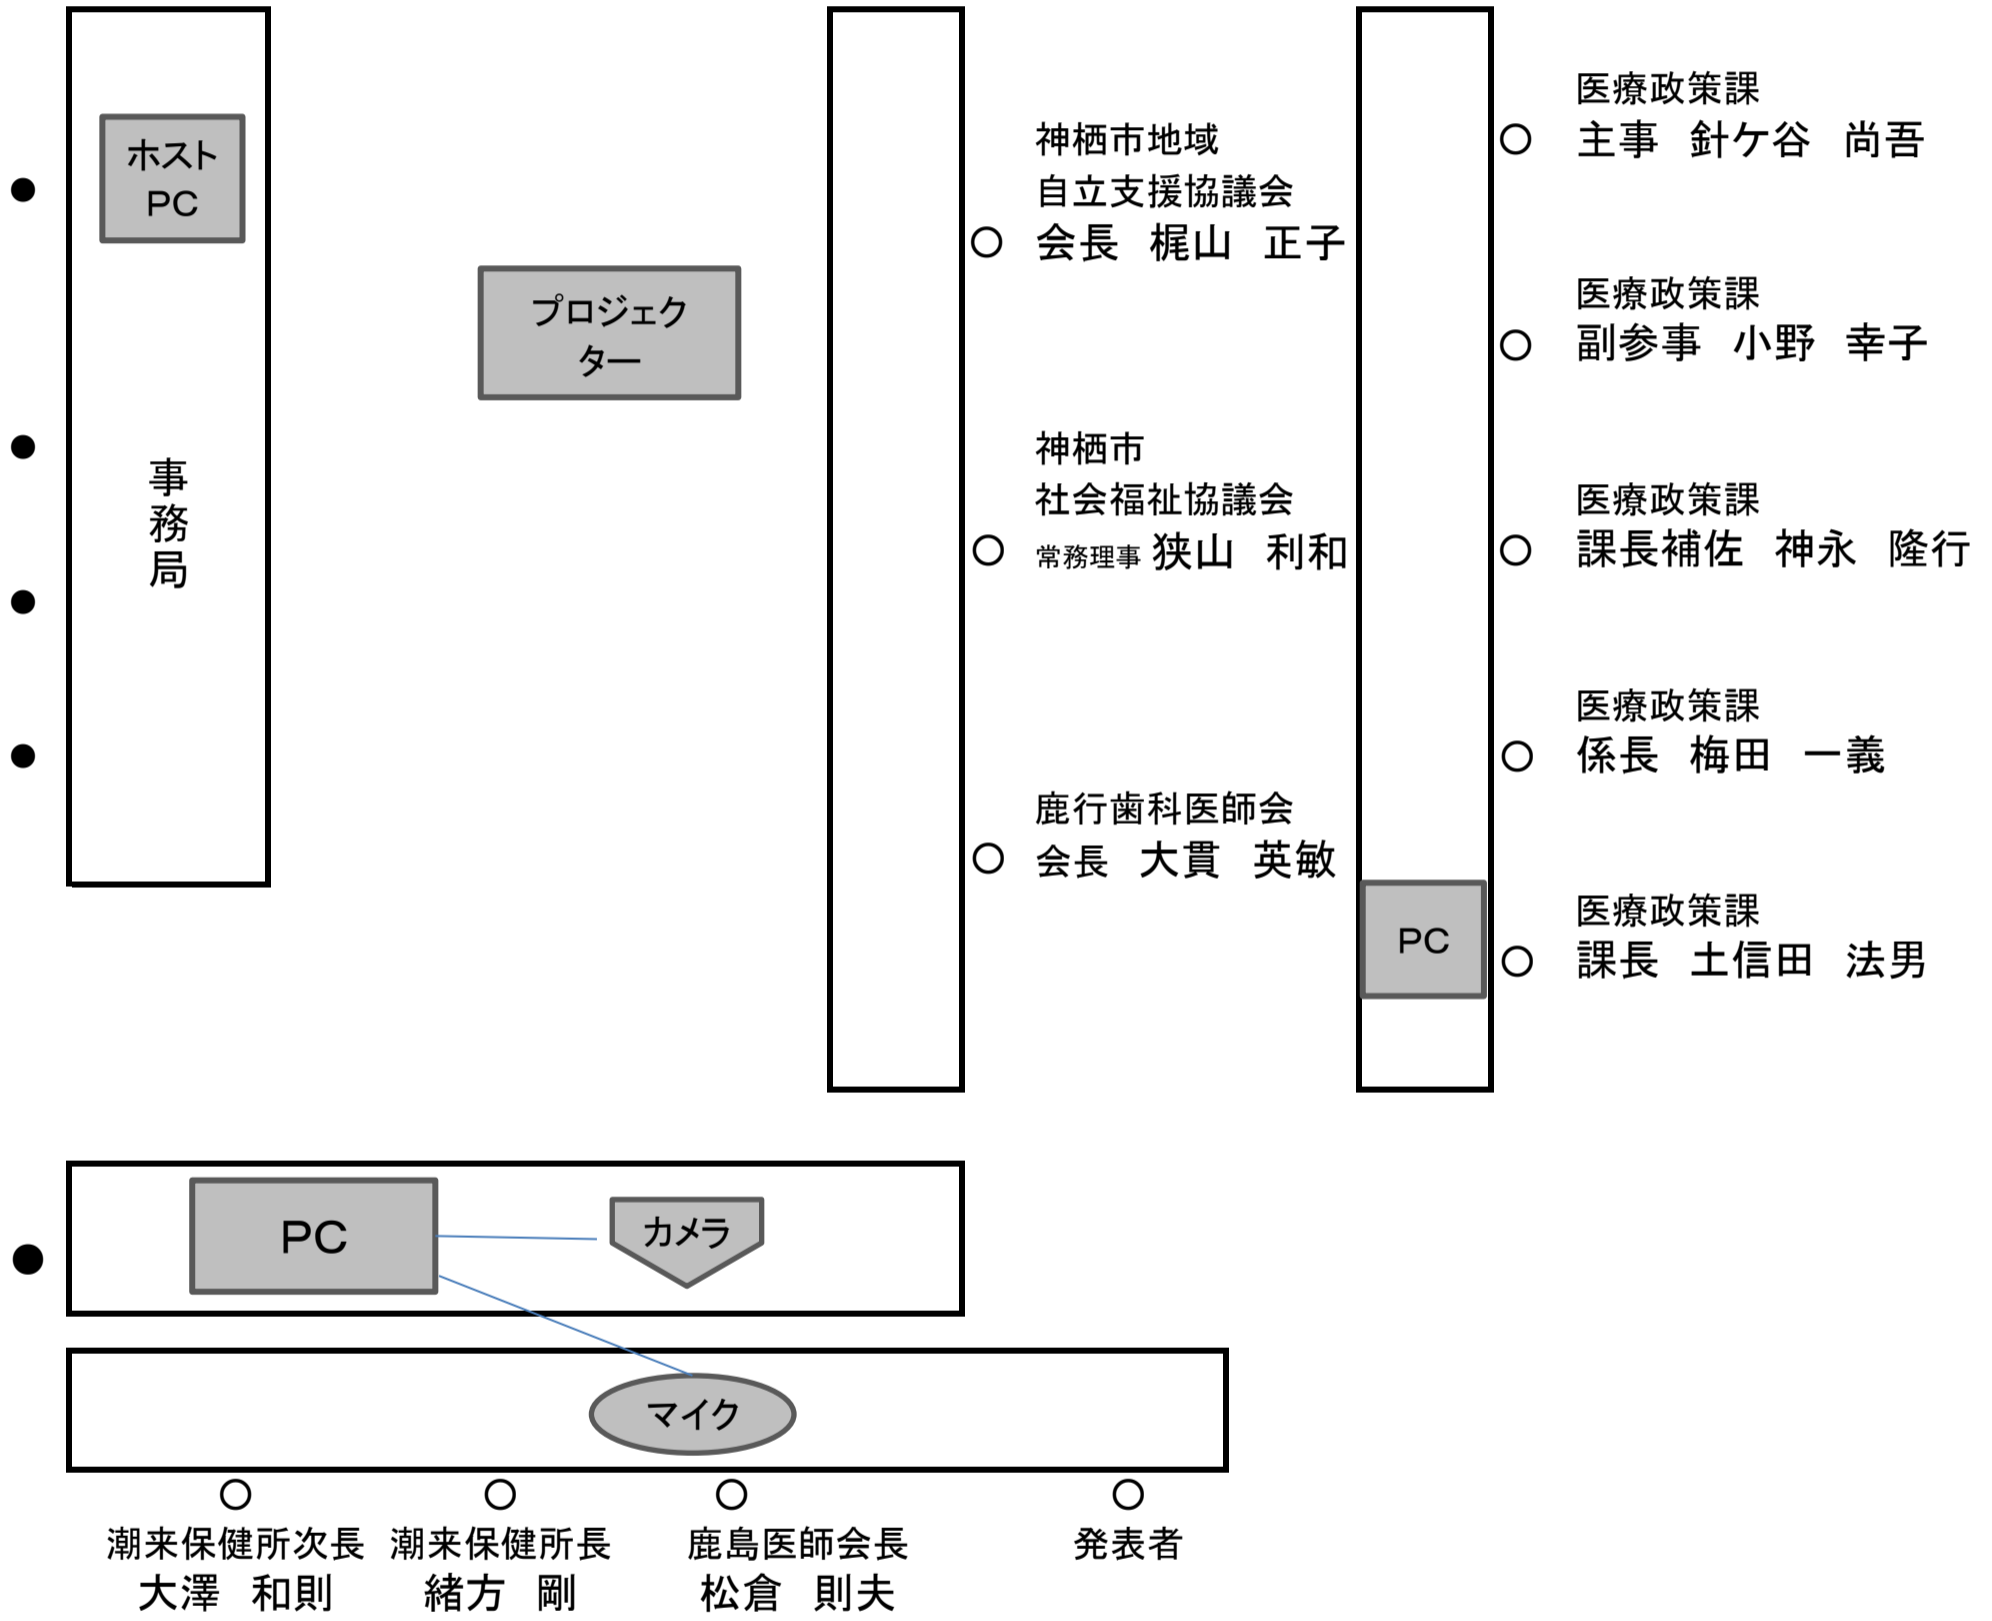 ホスト
PC
事務局
プロジェク
ター
神栖市地域
自立支援協議会
会長 梶山 正子
神栖市
社会福祉協議会
常務理事 狭山 利和
鹿行歯科医師会
会長 大貫 英敏
医療政策課
主事 針ケ谷 尚吾
医療政策課
副参事 小野 幸子
医療政策課
課長補佐 神永 隆行
医療政策課
係長 梅田 一義
PC
医療政策課
課長 土信田 法男
PC
カメラ
マイク
潮来保健所次長
大澤 和則
潮来保健所長
緒方 剛
鹿島医師会長
松倉 則夫
発表者